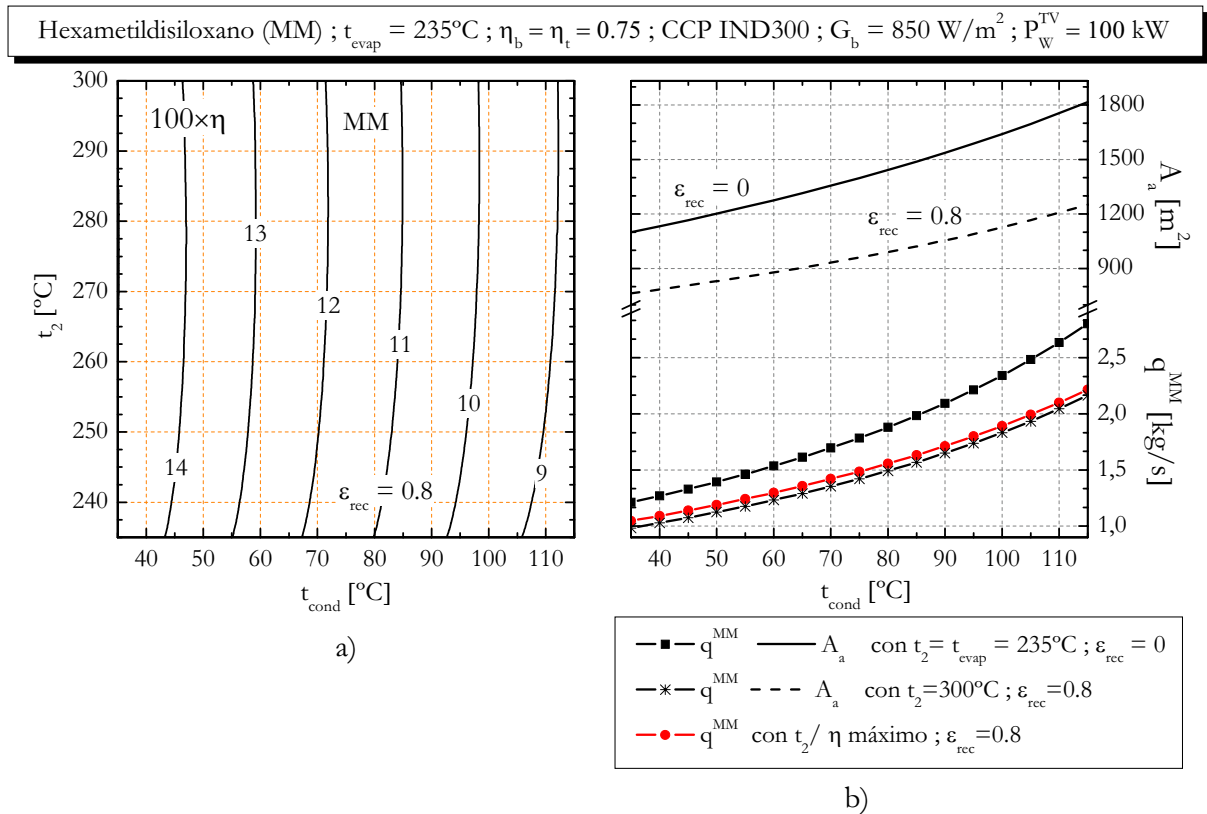 Hexametildisiloxano (MM) ; t_evap = 235ºC ; η_b = η_t = 0.75 ; CCP IND300 ; G_b = 850 W/m² ; P_W^TV = 100 kW
300
290
280
270
260
250
240
t_2 [ºC]
100×η
MM
14
13
12
11
10
9
ε_rec = 0.8
40 50 60 70 80 90 100 110
t_cond [ºC]
a)
ε_rec = 0
ε_rec = 0.8
1800
1500
1200
900
A_a [m²]
2,5
2,0
1,5
1,0
q^MM [kg/s]
40 50 60 70 80 90 100 110
t_cond [ºC]
q^MM A_a con t_2= t_evap = 235ºC ; ε_rec = 0
q^MM A_a con t_2=300ºC ; ε_rec=0.8
q^MM con t_2/ η máximo ; ε_rec=0.8
b)